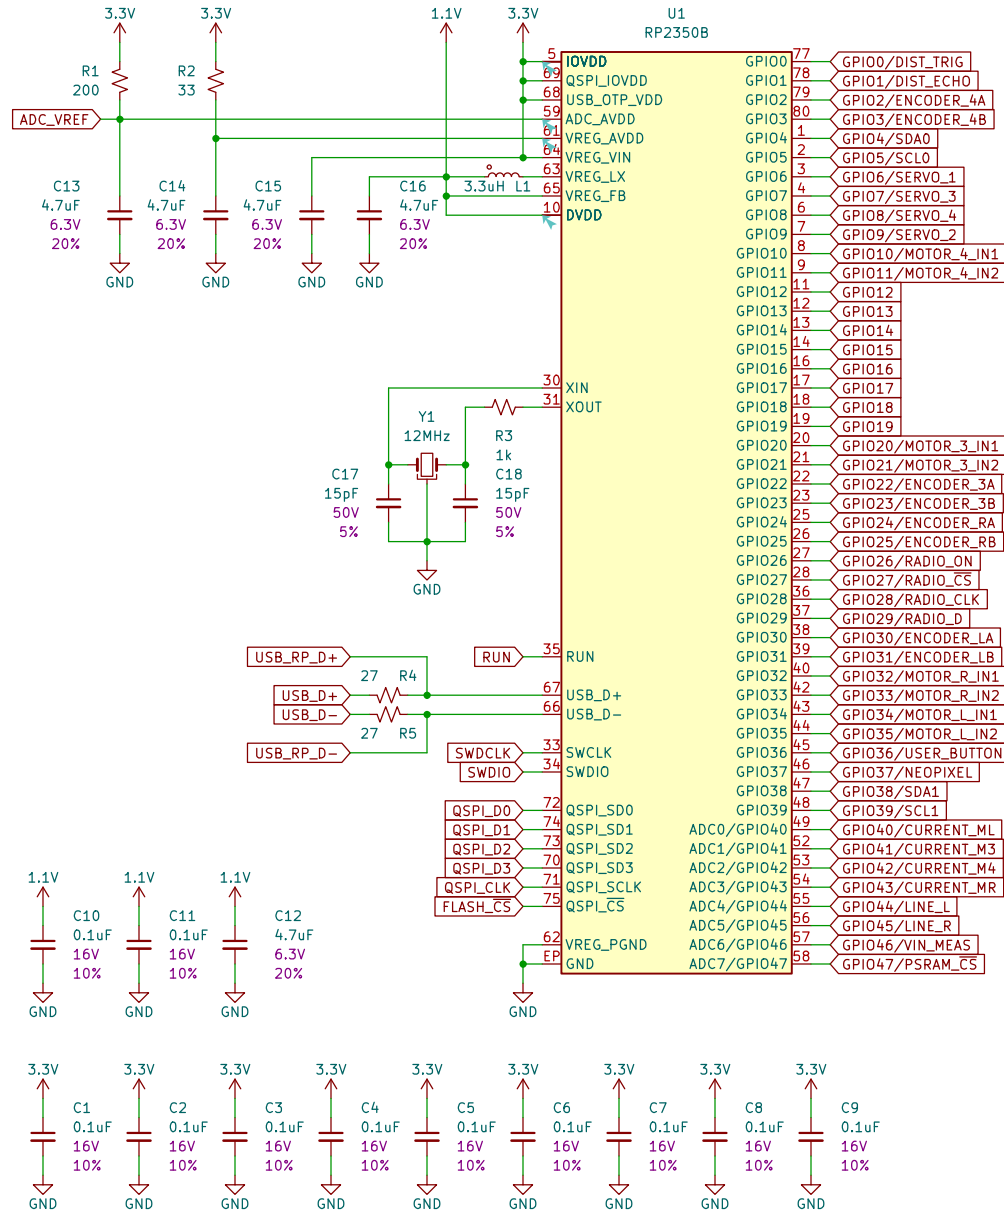 3.3V
3.3V
1.1V
3.3V
U1
RP2350B
R1
200
R2
33
ADC_VREF
C13
4.7uF
6.3V
20%
GND
C14
4.7uF
6.3V
20%
GND
C15
4.7uF
6.3V
20%
GND
C16
4.7uF
6.3V
20%
GND
3.3uH L1
5 IOVDD
69 QSPI_IOVDD
68 USB_OTP_VDD
59 ADC_AVDD
61 VREG_AVDD
64 VREG_VIN
63 VREG_LX
65 VREG_FB
10 DVDD
30 XIN
31 XOUT
Y1
12MHz
R3
1k
C17
15pF
50V
5%
C18
15pF
50V
5%
GND
RUN 35 RUN
USB_RP_D+
USB_D+ 27 R4 67 USB_D+
USB_D- 27 R5 66 USB_D-
USB_RP_D-
SWDCLK 33 SWCLK
SWDIO 34 SWDIO
QSPI_D0 72 QSPI_SD0
QSPI_D1 74 QSPI_SD1
QSPI_D2 73 QSPI_SD2
QSPI_D3 70 QSPI_SD3
QSPI_CLK 71 QSPI_SCLK
FLASH_CS 75 QSPI_CS
62 VREG_PGND
EP GND
GND
GPIO0 77 GPIO0/DIST_TRIG
GPIO1 78 GPIO1/DIST_ECHO
GPIO2 79 GPIO2/ENCODER_4A
GPIO3 80 GPIO3/ENCODER_4B
GPIO4 1 GPIO4/SDA0
GPIO5 2 GPIO5/SCL0
GPIO6 3 GPIO6/SERVO_1
GPIO7 4 GPIO7/SERVO_3
GPIO8 6 GPIO8/SERVO_4
GPIO9 7 GPIO9/SERVO_2
GPIO10 8 GPIO10/MOTOR_4_IN1
GPIO11 9 GPIO11/MOTOR_4_IN2
GPIO12 11 GPIO12
GPIO13 12 GPIO13
GPIO14 13 GPIO14
GPIO15 14 GPIO15
GPIO16 16 GPIO16
GPIO17 17 GPIO17
GPIO18 18 GPIO18
GPIO19 19 GPIO19
GPIO20 20 GPIO20/MOTOR_3_IN1
GPIO21 21 GPIO21/MOTOR_3_IN2
GPIO22 22 GPIO22/ENCODER_3A
GPIO23 23 GPIO23/ENCODER_3B
GPIO24 25 GPIO24/ENCODER_RA
GPIO25 26 GPIO25/ENCODER_RB
GPIO26 27 GPIO26/RADIO_ON
GPIO27 28 GPIO27/RADIO_CS
GPIO28 36 GPIO28/RADIO_CLK
GPIO29 37 GPIO29/RADIO_D
GPIO30 38 GPIO30/ENCODER_LA
GPIO31 39 GPIO31/ENCODER_LB
GPIO32 40 GPIO32/MOTOR_R_IN1
GPIO33 42 GPIO33/MOTOR_R_IN2
GPIO34 43 GPIO34/MOTOR_L_IN1
GPIO35 44 GPIO35/MOTOR_L_IN2
GPIO36 45 GPIO36/USER_BUTTON
GPIO37 46 GPIO37/NEOPIXEL
GPIO38 47 GPIO38/SDA1
GPIO39 48 GPIO39/SCL1
ADC0/GPIO40 49 GPIO40/CURRENT_ML
ADC1/GPIO41 52 GPIO41/CURRENT_M3
ADC2/GPIO42 53 GPIO42/CURRENT_M4
ADC3/GPIO43 54 GPIO43/CURRENT_MR
ADC4/GPIO44 55 GPIO44/LINE_L
ADC5/GPIO45 56 GPIO45/LINE_R
ADC6/GPIO46 57 GPIO46/VIN_MEAS
ADC7/GPIO47 58 GPIO47/PSRAM_CS
1.1V
C10
0.1uF
16V
10%
GND
1.1V
C11
0.1uF
16V
10%
GND
1.1V
C12
4.7uF
6.3V
20%
GND
3.3V
C1
0.1uF
16V
10%
GND
3.3V
C2
0.1uF
16V
10%
GND
3.3V
C3
0.1uF
16V
10%
GND
3.3V
C4
0.1uF
16V
10%
GND
3.3V
C5
0.1uF
16V
10%
GND
3.3V
C6
0.1uF
16V
10%
GND
3.3V
C7
0.1uF
16V
10%
GND
3.3V
C8
0.1uF
16V
10%
GND
3.3V
C9
0.1uF
16V
10%
GND